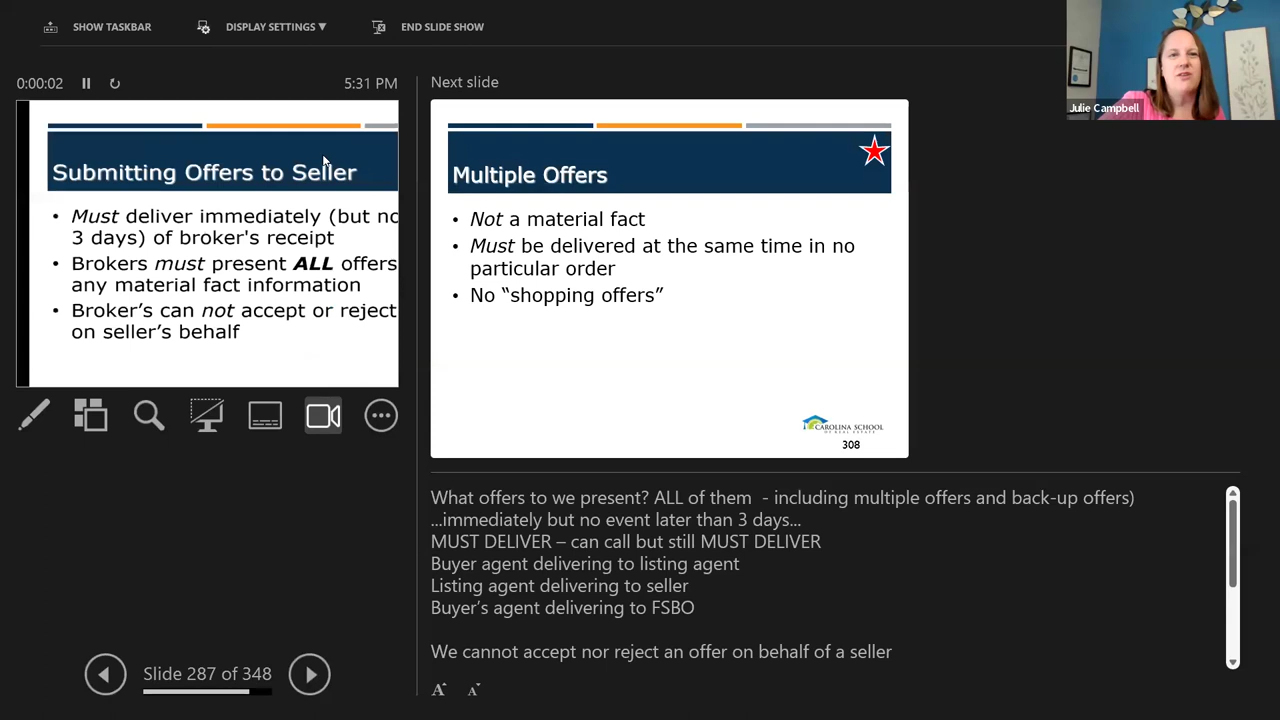 SHOW TASKBAR
DISPLAY SETTINGS ▼
END SLIDE SHOW
Julie Campbell
0:00:02
5:31 PM
Submitting Offers to Seller
• Must deliver immediately (but no
3 days) of broker's receipt
• Brokers must present ALL offers
any material fact information
• Broker's can not accept or reject
on seller's behalf
Slide 287 of 348
Next slide
Multiple Offers
• Not a material fact
• Must be delivered at the same time in no
particular order
• No “shopping offers”
CAROLINA SCHOOL
OF REAL ESTATE
308
What offers to we present? ALL of them  - including multiple offers and back-up offers)
...immediately but no event later than 3 days...
MUST DELIVER – can call but still MUST DELIVER
Buyer agent delivering to listing agent
Listing agent delivering to seller
Buyer's agent delivering to FSBO
We cannot accept nor reject an offer on behalf of a seller
A A